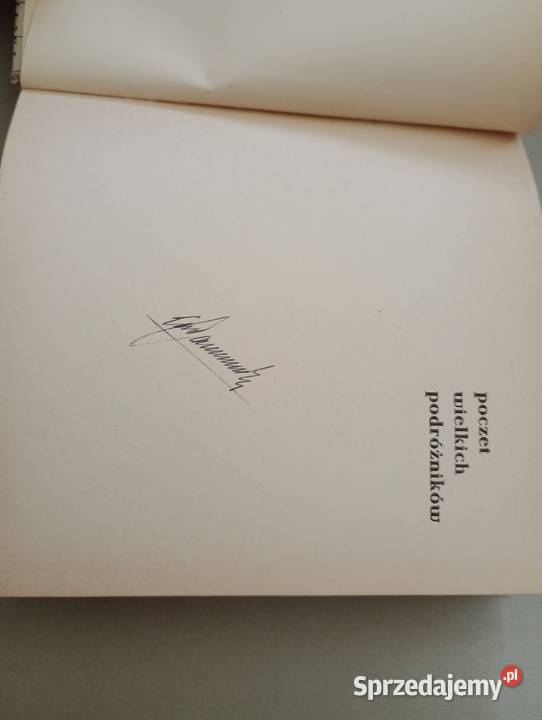 poczet
wielkich
podróżników
Sprzedajemy.pl